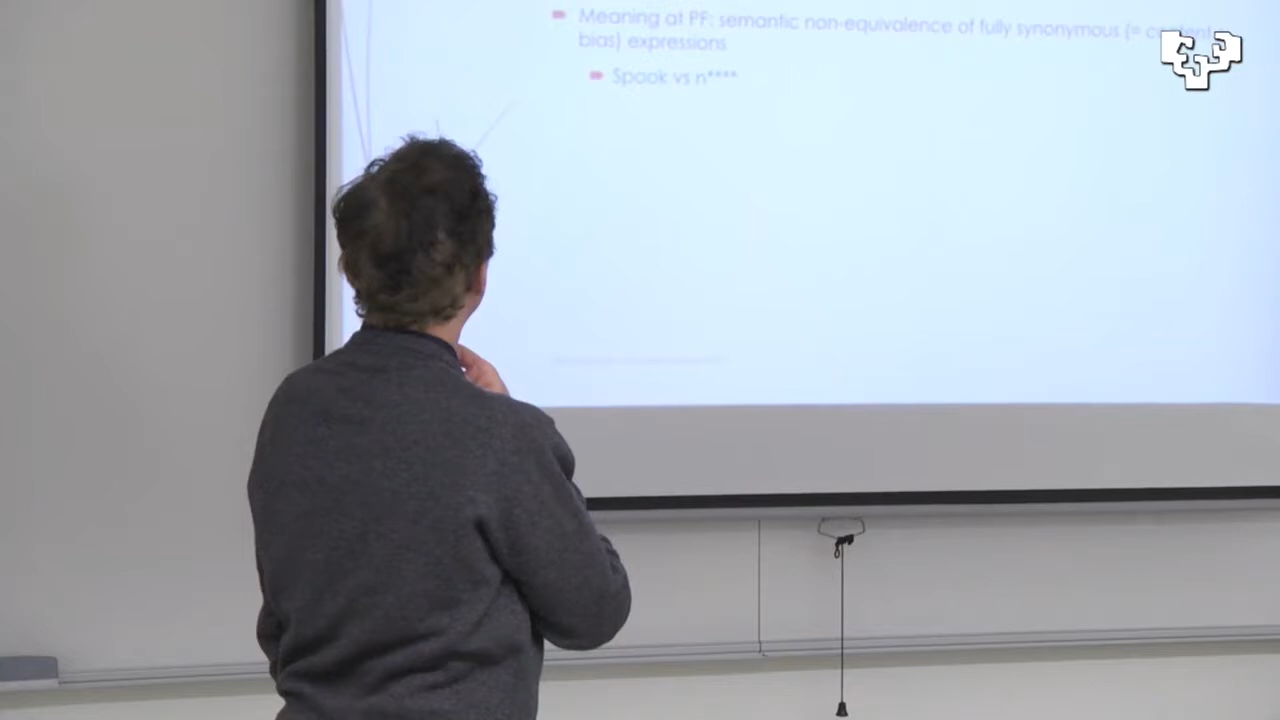 Meaning at PF: semantic non-equivalence of fully synonymous (=
bias) expressions
Spook vs n****